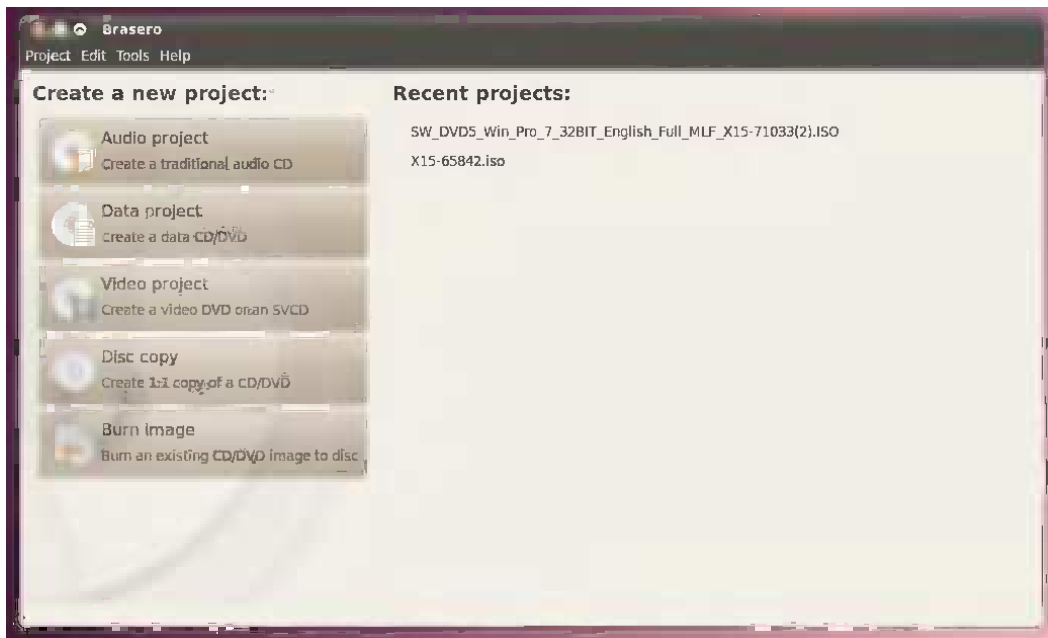 Brasero
Project Edit Tools Help
Create a new project:
Audio project
Create a traditional audio CD
Data project
Create a data CD/DVD
Video project
Create a video DVD or an SVCD
Disc copy
Create 1:1 copy of a CD/DVD
Burn image
Burn an existing CD/DVD image to disc
Recent projects:
SW_DVD5_Win_Pro_7_32BIT_English_Full_MLF_X15-71033(2).ISO
X15-65842.iso